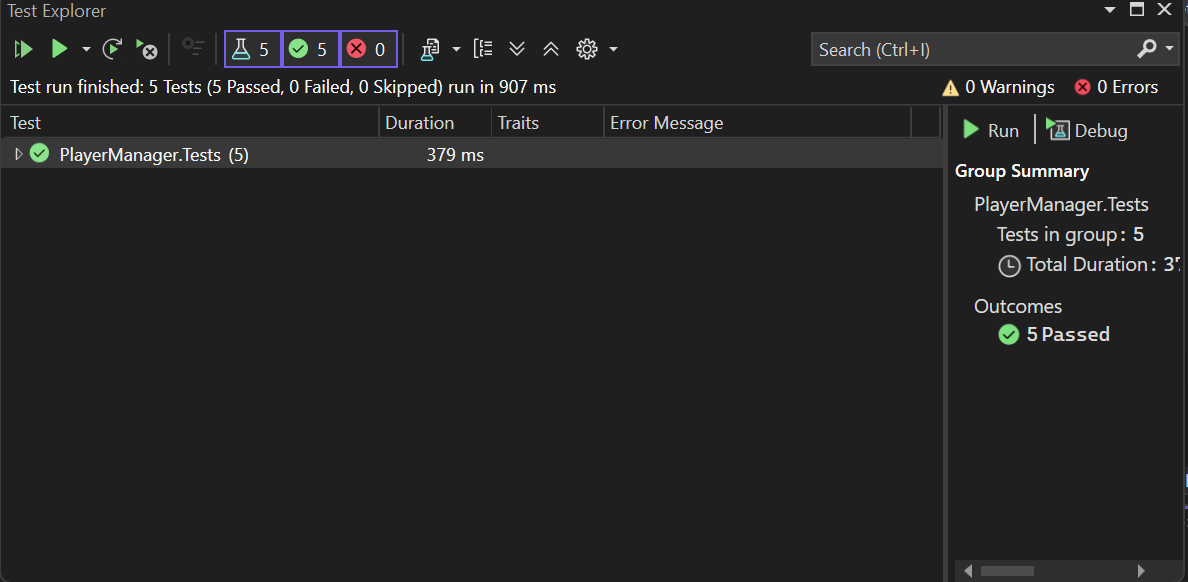 Test Explorer
5 5 0
Search (Ctrl+I)
Test run finished: 5 Tests (5 Passed, 0 Failed, 0 Skipped) run in 907 ms
0 Warnings 0 Errors
Test Duration Traits Error Message
PlayerManager.Tests (5) 379 ms
Run Debug
Group Summary
PlayerManager.Tests
Tests in group: 5
Total Duration: 37
Outcomes
5 Passed